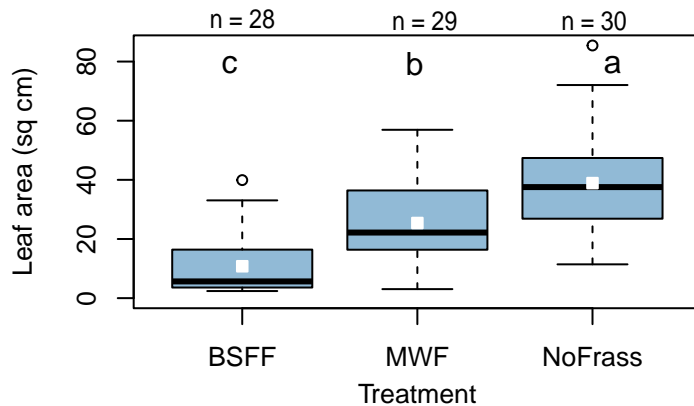 n = 28 n = 29 n = 30
c b a
Leaf area (sq cm)
80
60
40
20
0
BSFF MWF NoFrass
Treatment